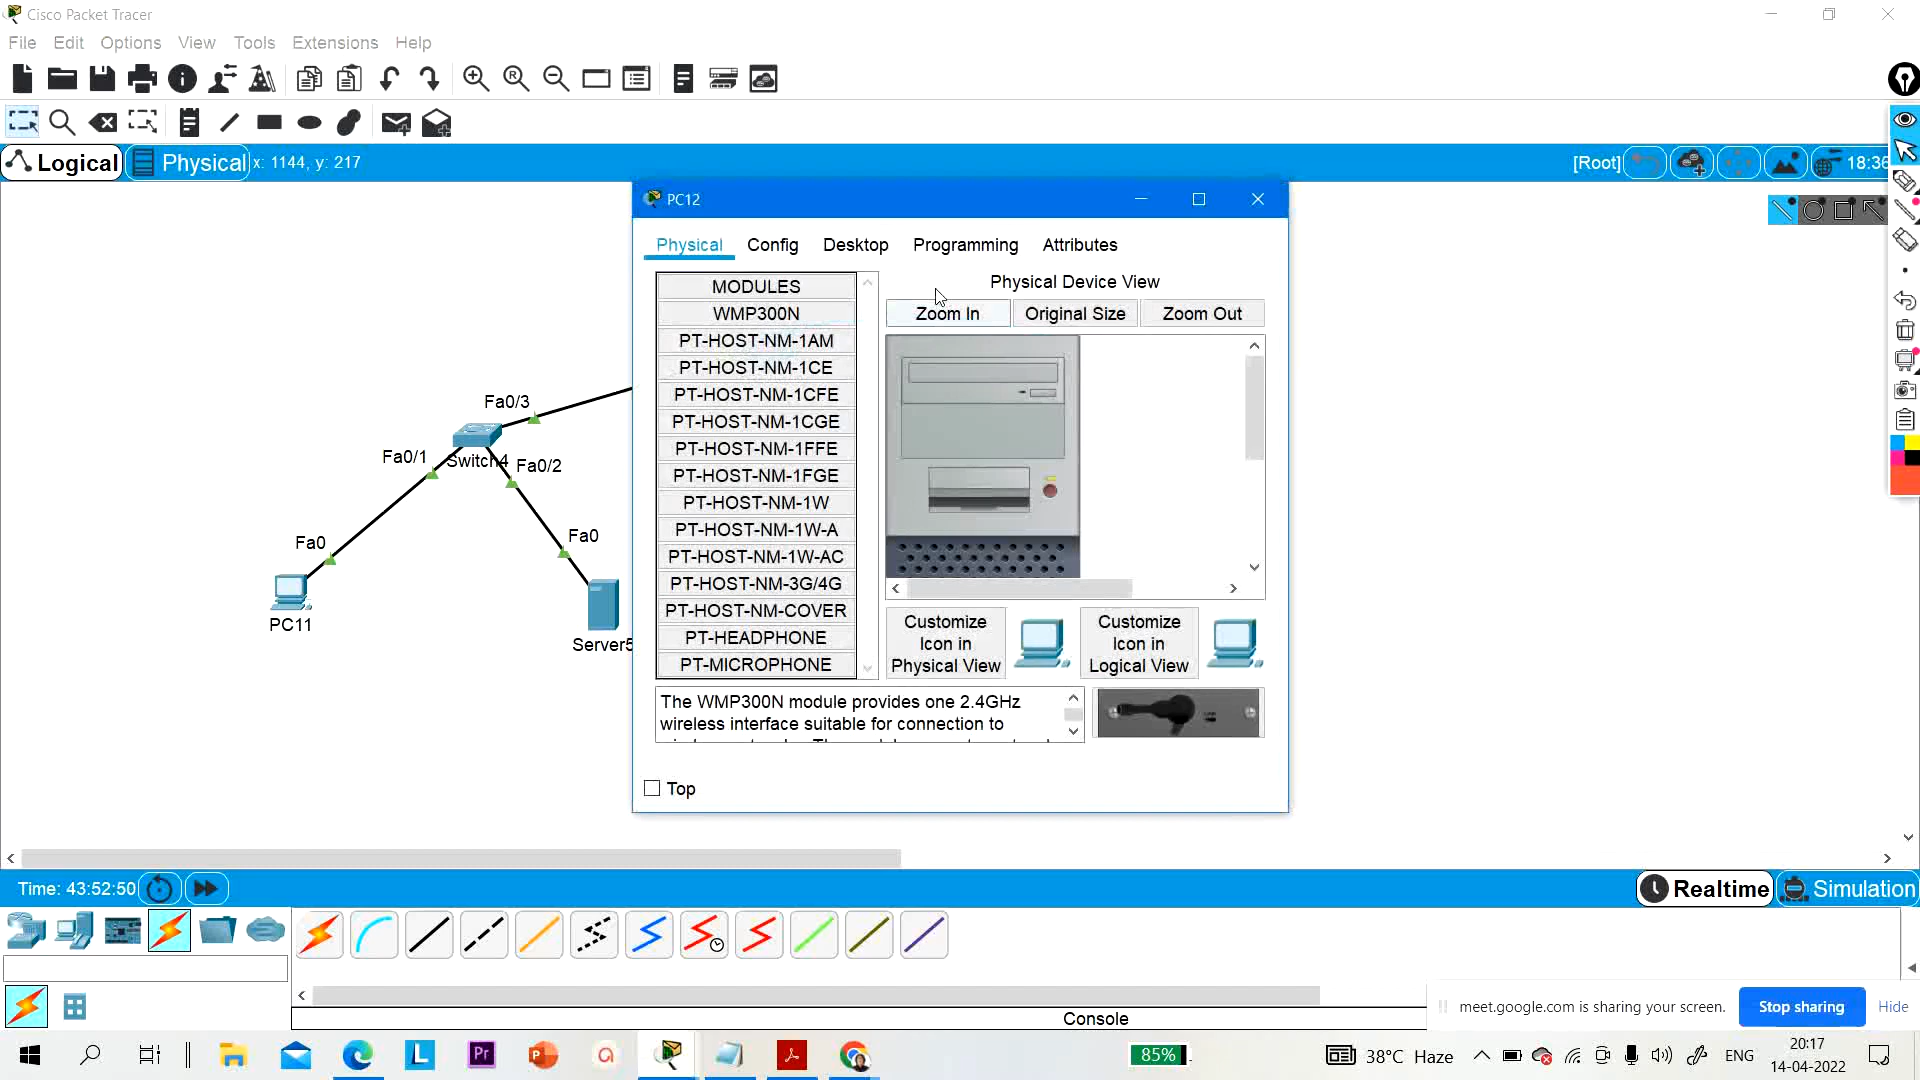 Cisco Packet Tracer
File Edit Options View Tools Extensions Help
Logical Physical x: 1144, y: 217 [Root] 18:36
PC12
Physical Config Desktop Programming Attributes
MODULES
WMP300N
PT-HOST-NM-1AM
PT-HOST-NM-1CE
PT-HOST-NM-1CFE
PT-HOST-NM-1CGE
PT-HOST-NM-1FFE
PT-HOST-NM-1FGE
PT-HOST-NM-1W
PT-HOST-NM-1W-A
PT-HOST-NM-1W-AC
PT-HOST-NM-3G/4G
PT-HOST-NM-COVER
PT-HEADPHONE
PT-MICROPHONE
Physical Device View
Zoom In Original Size Zoom Out
Customize
Icon in
Physical View
Customize
Icon in
Logical View
The WMP300N module provides one 2.4GHz
wireless interface suitable for connection to
Top
Fa0/3
Fa0/1
Switch4
Fa0/2
Fa0
Fa0
PC11
Server5
Time: 43:52:50
Realtime Simulation
Console
meet.google.com is sharing your screen. Stop sharing Hide
85% 38°C Haze ENG
20:17
14-04-2022